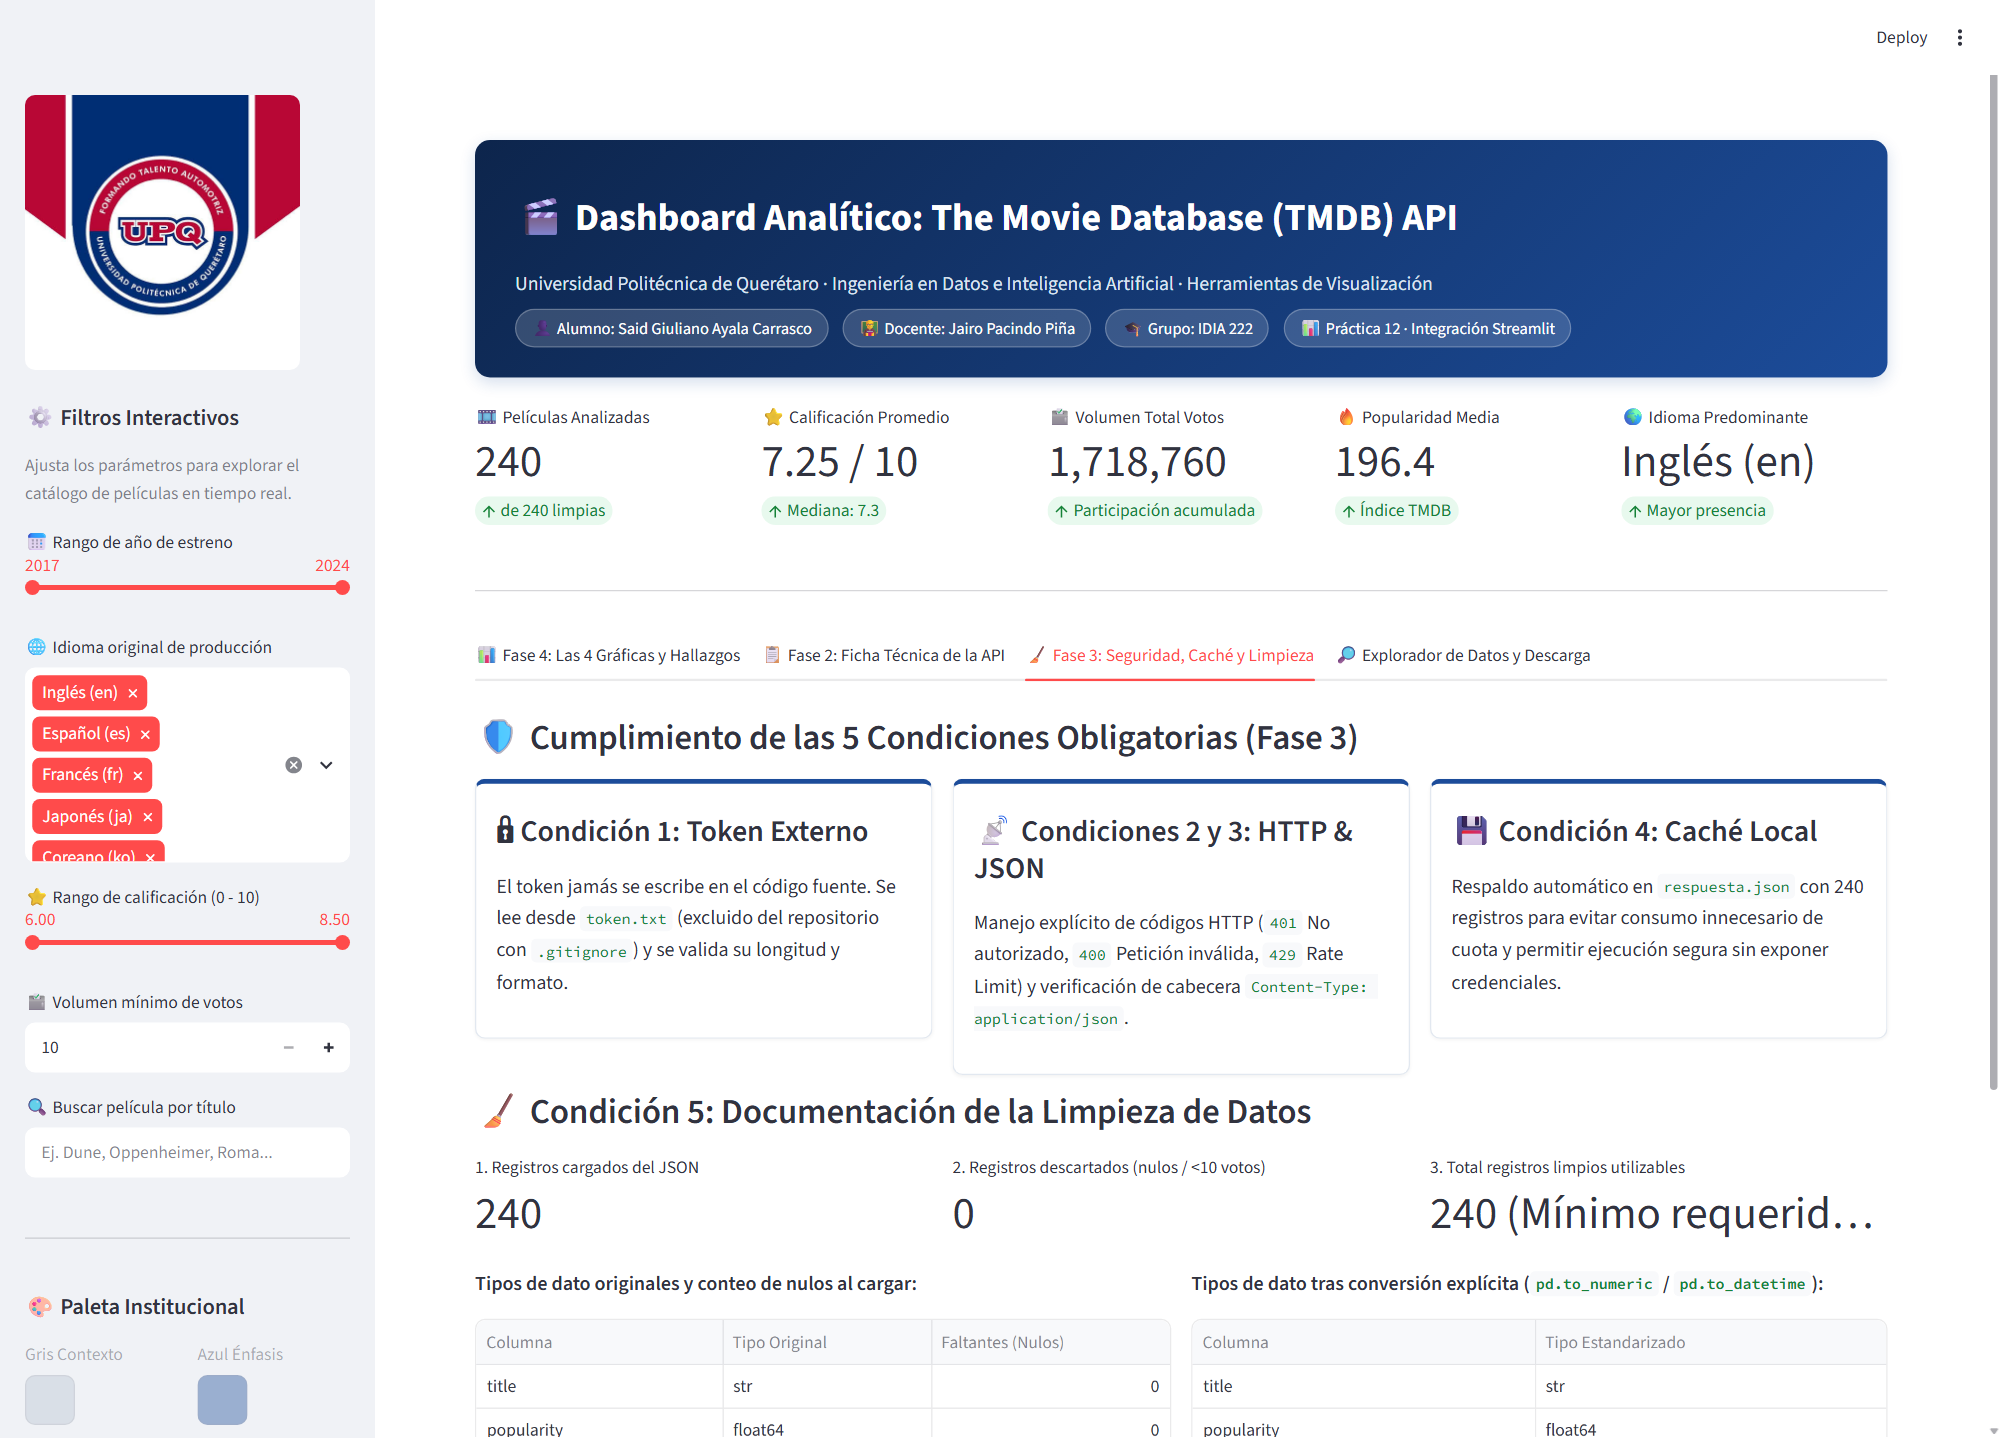 Deploy
FORMANDO TALENTO AUTOMOTRIZ
UPQ
UNIVERSIDAD POLITÉCNICA DE QUERÉTARO
Filtros Interactivos
Ajusta los parámetros para explorar el
catálogo de películas en tiempo real.
Rango de año de estreno
2017 2024
Idioma original de producción
Inglés (en) ×
Español (es) ×
Francés (fr) ×
Japonés (ja) ×
Coreano (ko) ×
Rango de calificación (0 - 10)
6.00 8.50
Volumen mínimo de votos
10 − +
Buscar película por título
Ej. Dune, Oppenheimer, Roma...
Paleta Institucional
Gris Contexto Azul Énfasis
Dashboard Analítico: The Movie Database (TMDB) API
Universidad Politécnica de Querétaro · Ingeniería en Datos e Inteligencia Artificial · Herramientas de Visualización
Alumno: Said Giuliano Ayala Carrasco Docente: Jairo Pacindo Piña Grupo: IDIA 222 Práctica 12 · Integración Streamlit
Películas Analizadas Calificación Promedio Volumen Total Votos Popularidad Media Idioma Predominante
240 7.25 / 10 1,718,760 196.4 Inglés (en)
↑ de 240 limpias ↑ Mediana: 7.3 ↑ Participación acumulada ↑ Índice TMDB ↑ Mayor presencia
Fase 4: Las 4 Gráficas y Hallazgos Fase 2: Ficha Técnica de la API Fase 3: Seguridad, Caché y Limpieza Explorador de Datos y Descarga
Cumplimiento de las 5 Condiciones Obligatorias (Fase 3)
Condición 1: Token Externo
El token jamás se escribe en el código fuente. Se
lee desde token.txt (excluido del repositorio
con .gitignore ) y se valida su longitud y
formato.
Condiciones 2 y 3: HTTP &
JSON
Manejo explícito de códigos HTTP ( 401 No
autorizado, 400 Petición inválida, 429 Rate
Limit) y verificación de cabecera Content-Type:
application/json .
Condición 4: Caché Local
Respaldo automático en respuesta.json con 240
registros para evitar consumo innecesario de
cuota y permitir ejecución segura sin exponer
credenciales.
Condición 5: Documentación de la Limpieza de Datos
1. Registros cargados del JSON 2. Registros descartados (nulos / <10 votos) 3. Total registros limpios utilizables
240 0 240 (Mínimo requerid…
Tipos de dato originales y conteo de nulos al cargar:
Columna Tipo Original Faltantes (Nulos)
title str 0
popularity float64 0
Tipos de dato tras conversión explícita ( pd.to_numeric / pd.to_datetime ):
Columna Tipo Estandarizado
title str
popularity float64